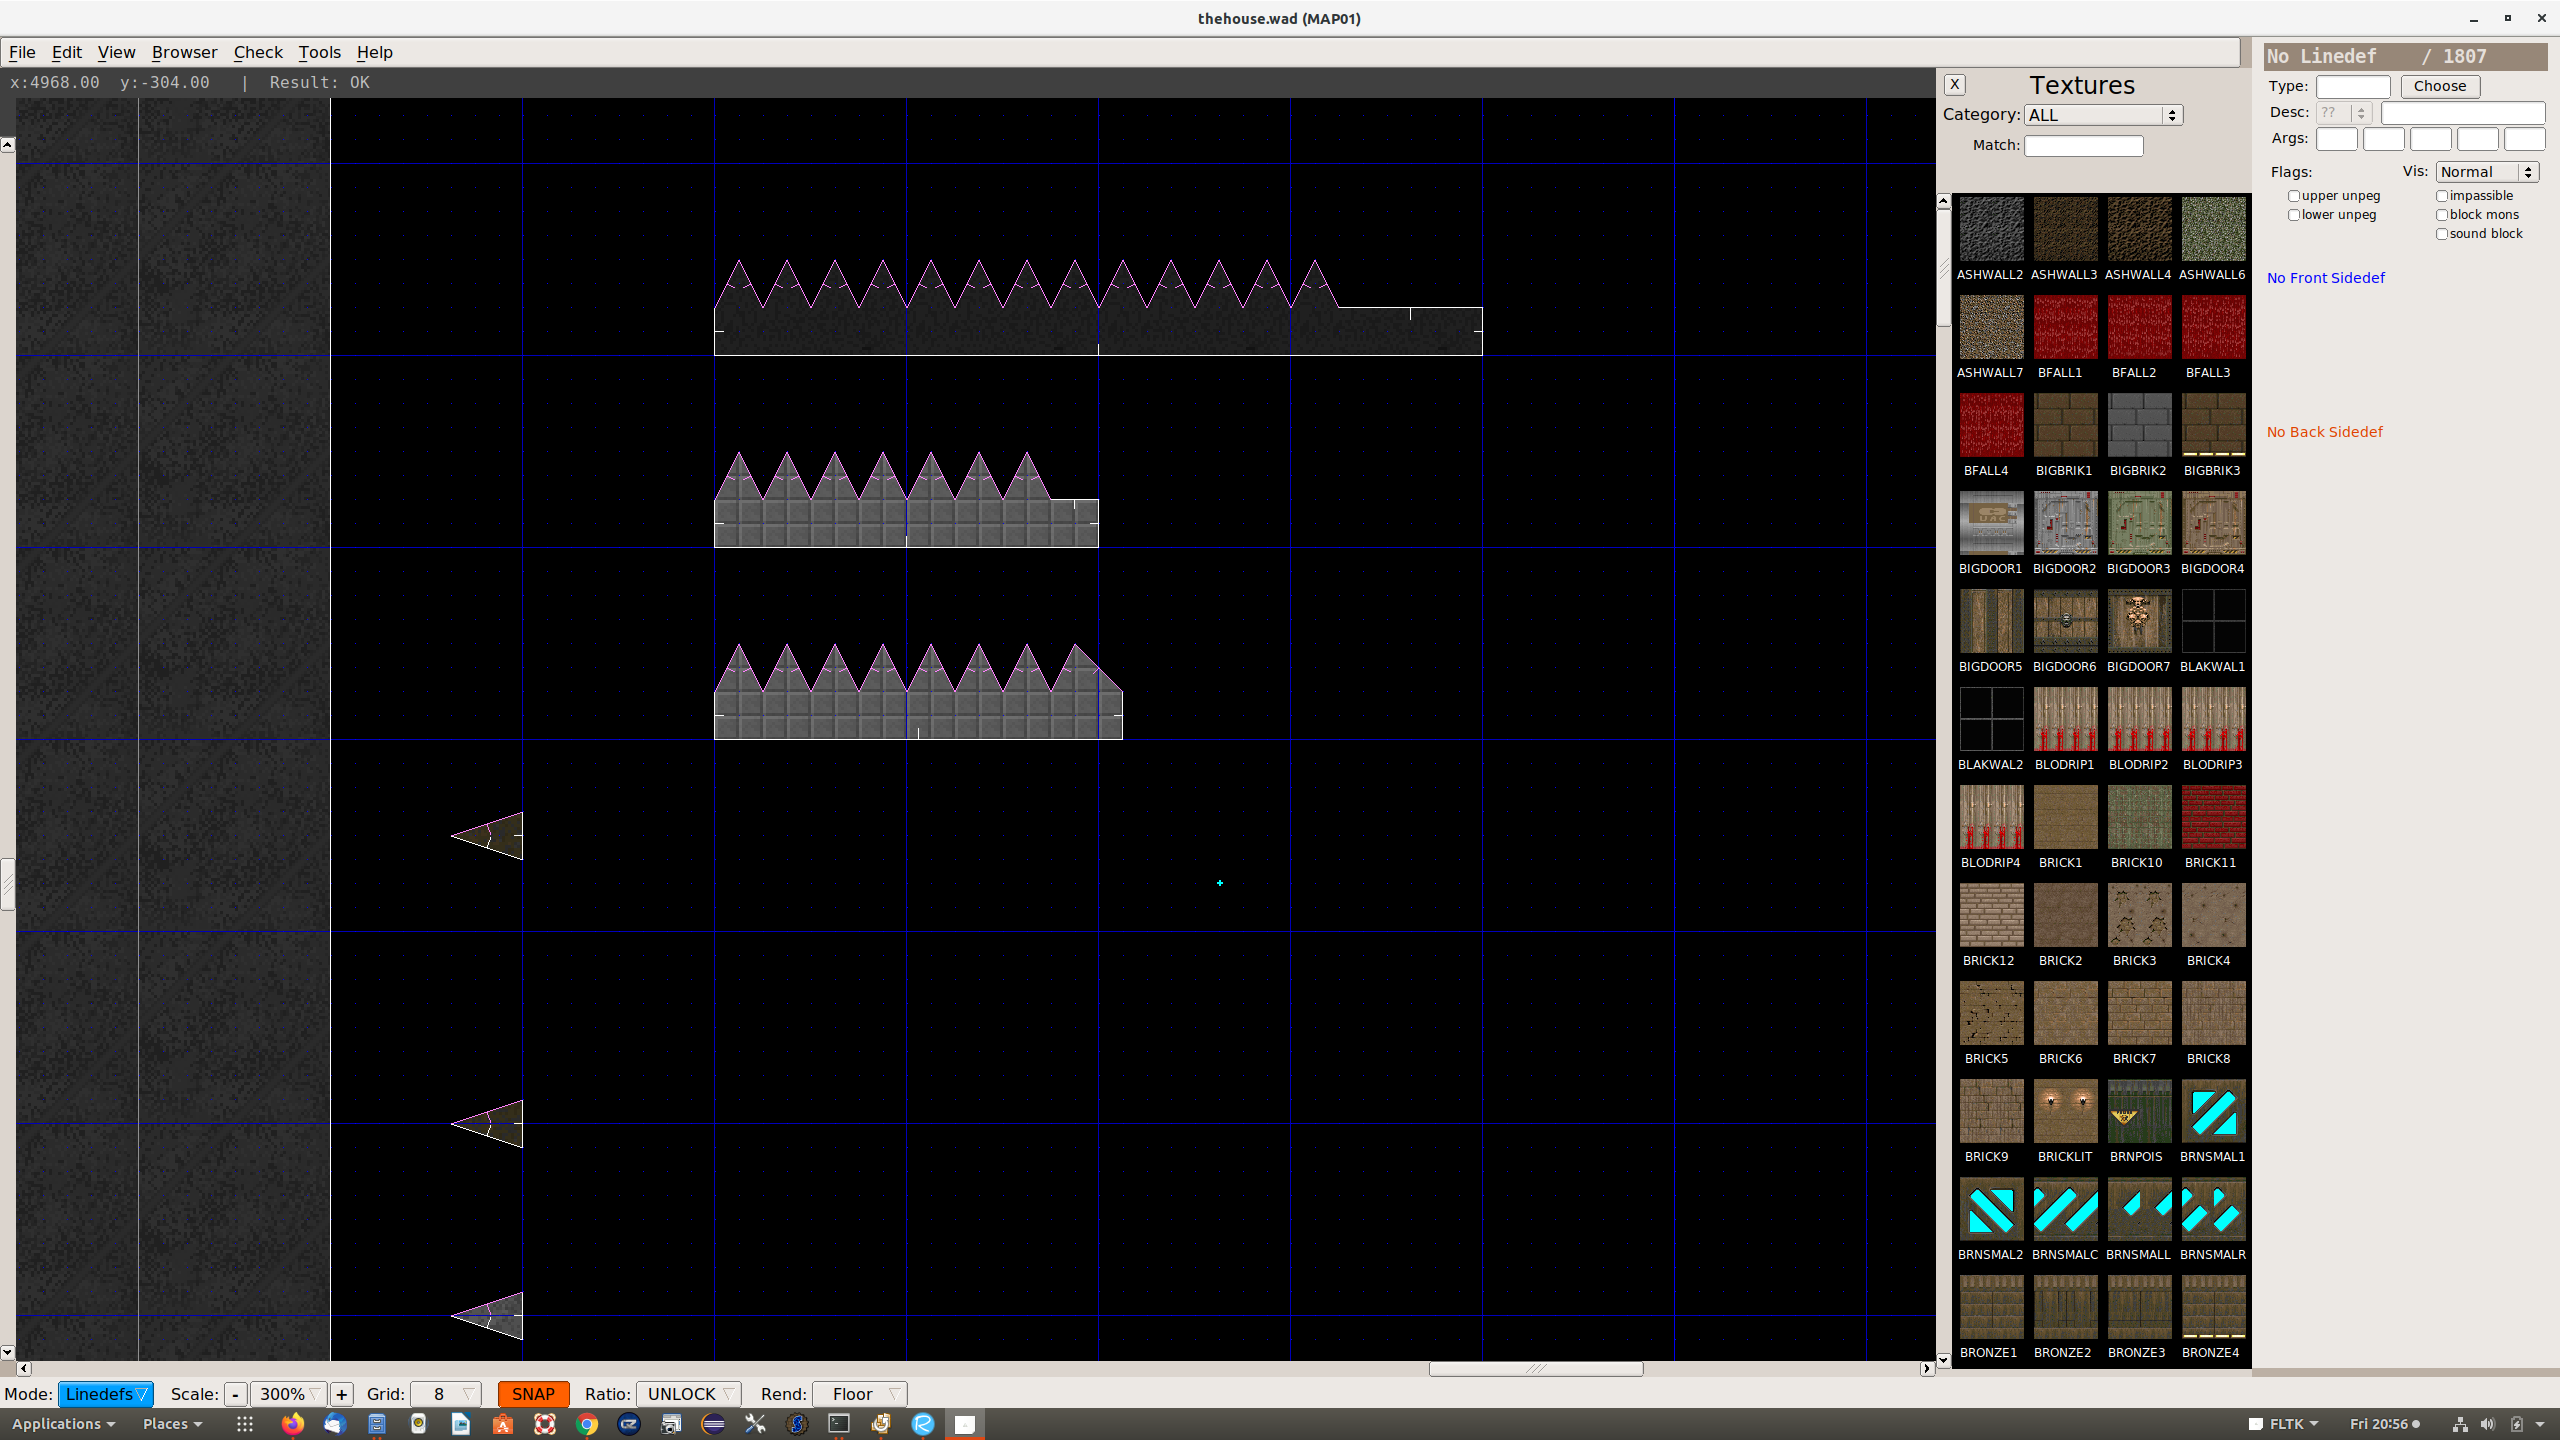 thehouse.wad (MAP01)
File Edit View Browser Check Tools Help
x:4968.00 y:-304.00 | Result: OK
X Textures
Category: ALL
Match:
ASHWALL2 ASHWALL3 ASHWALL4 ASHWALL6
ASHWALL7 BFALL1 BFALL2 BFALL3
BFALL4 BIGBRIK1 BIGBRIK2 BIGBRIK3
BIGDOOR1 BIGDOOR2 BIGDOOR3 BIGDOOR4
BIGDOOR5 BIGDOOR6 BIGDOOR7 BLAKWAL1
BLAKWAL2 BLODRIP1 BLODRIP2 BLODRIP3
BLODRIP4 BRICK1 BRICK10 BRICK11
BRICK12 BRICK2 BRICK3 BRICK4
BRICK5 BRICK6 BRICK7 BRICK8
BRICK9 BRICKLIT BRNPOIS BRNSMAL1
BRNSMAL2 BRNSMALC BRNSMALL BRNSMALR
BRONZE1 BRONZE2 BRONZE3 BRONZE4
No Linedef / 1807
Type: Choose
Desc: ??
Args:
Flags: Vis: Normal
upper unpeg impassible
lower unpeg block mons
sound block
No Front Sidedef
No Back Sidedef
Mode: Linedefs Scale: - 300% + Grid: 8 SNAP Ratio: UNLOCK Rend: Floor
Applications Places FLTK Fri 20:56